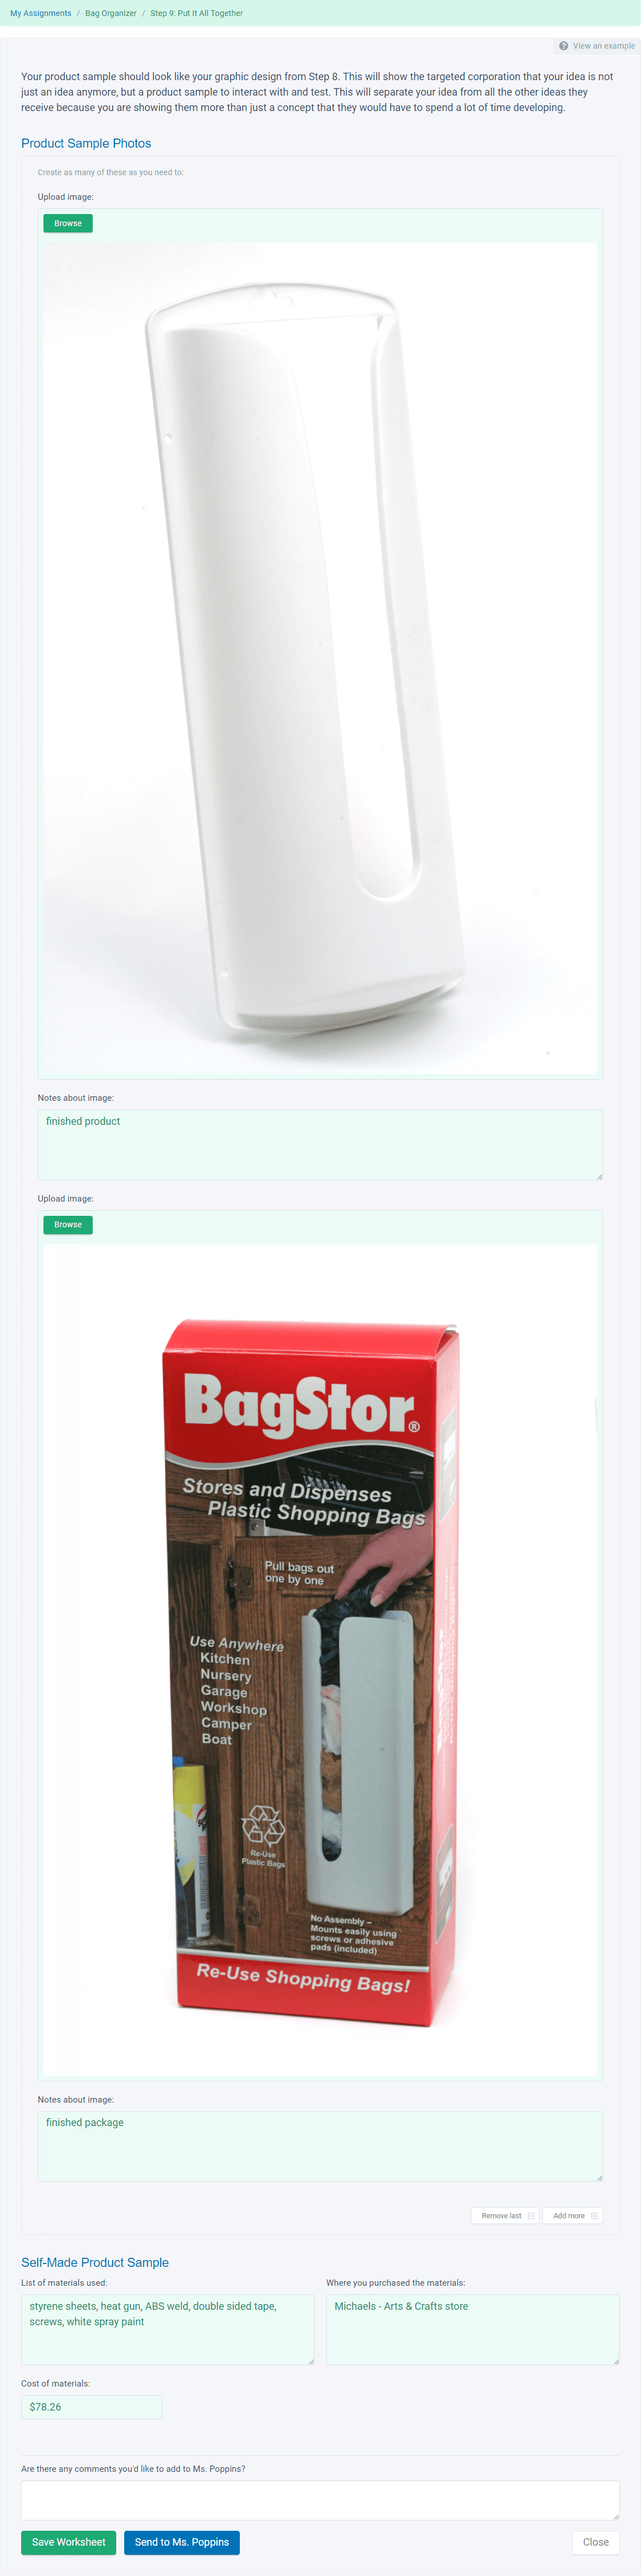 My Assignments / Bag Organizer / Step 9: Put It All Together
View an example
Your product sample should look like your graphic design from Step 8. This will show the targeted corporation that your idea is not
just an idea anymore, but a product sample to interact with and test. This will separate your idea from all the other ideas they
receive because you are showing them more than just a concept that they would have to spend a lot of time developing.
Product Sample Photos
Create as many of these as you need to:
Upload image:
Browse
Notes about image:
finished product
Upload image:
Browse
BagStor®
Stores and Dispenses
Plastic Shopping Bags
Pull bags out
one by one
Use Anywhere
Kitchen
Nursery
Garage
Workshop
Camper
Boat
Re-Use
Plastic Bags
No Assembly –
Mounts easily using
screws or adhesive
pads (included)
Re-Use Shopping Bags!
Notes about image:
finished package
Remove last
Add more
Self-Made Product Sample
List of materials used:
styrene sheets, heat gun, ABS weld, double sided tape,
screws, white spray paint
Where you purchased the materials:
Michaels - Arts & Crafts store
Cost of materials:
$78.26
Are there any comments you'd like to add to Ms. Poppins?
Save Worksheet
Send to Ms. Poppins
Close